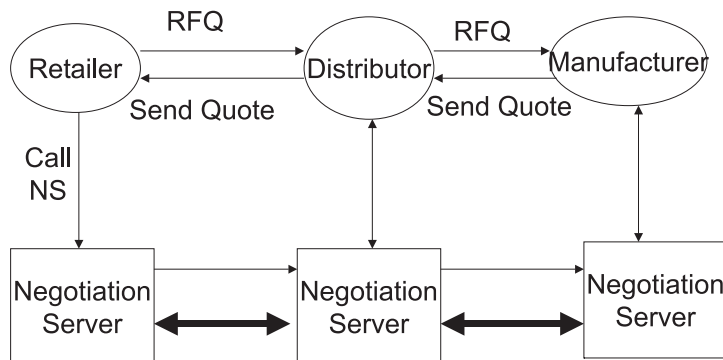 RFQ
RFQ
Retailer
Distributor
Manufacturer
Send Quote
Send Quote
Call
NS
Negotiation
Server
Negotiation
Server
Negotiation
Server